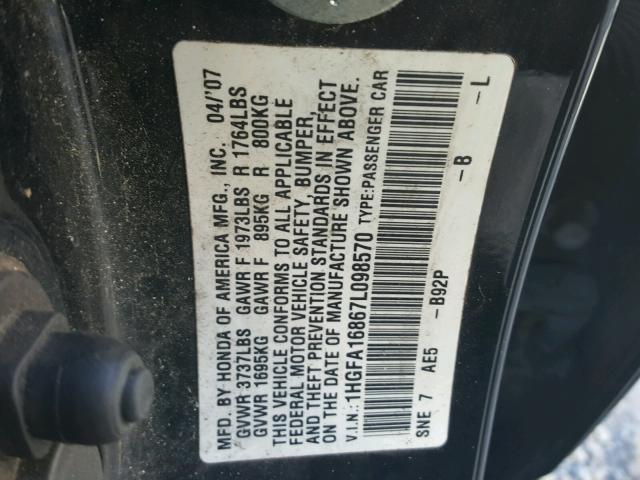 MFD. BY HONDA OF AMERICA MFG., INC. 04/'07
GVWR 3737LBS GAWR F 1973LBS R 1764LBS
GVWR 1695KG GAWR F 895KG R 800KG
THIS VEHICLE CONFORMS TO ALL APPLICABLE
FEDERAL MOTOR VEHICLE SAFETY, BUMPER,
AND THEFT PREVENTION STANDARDS IN EFFECT
ON THE DATE OF MANUFACTURE SHOWN ABOVE.
V.I.N.: 1HGFA16867L098570 TYPE:PASSENGER CAR
SNE 7 AE5 -B92P -B -L